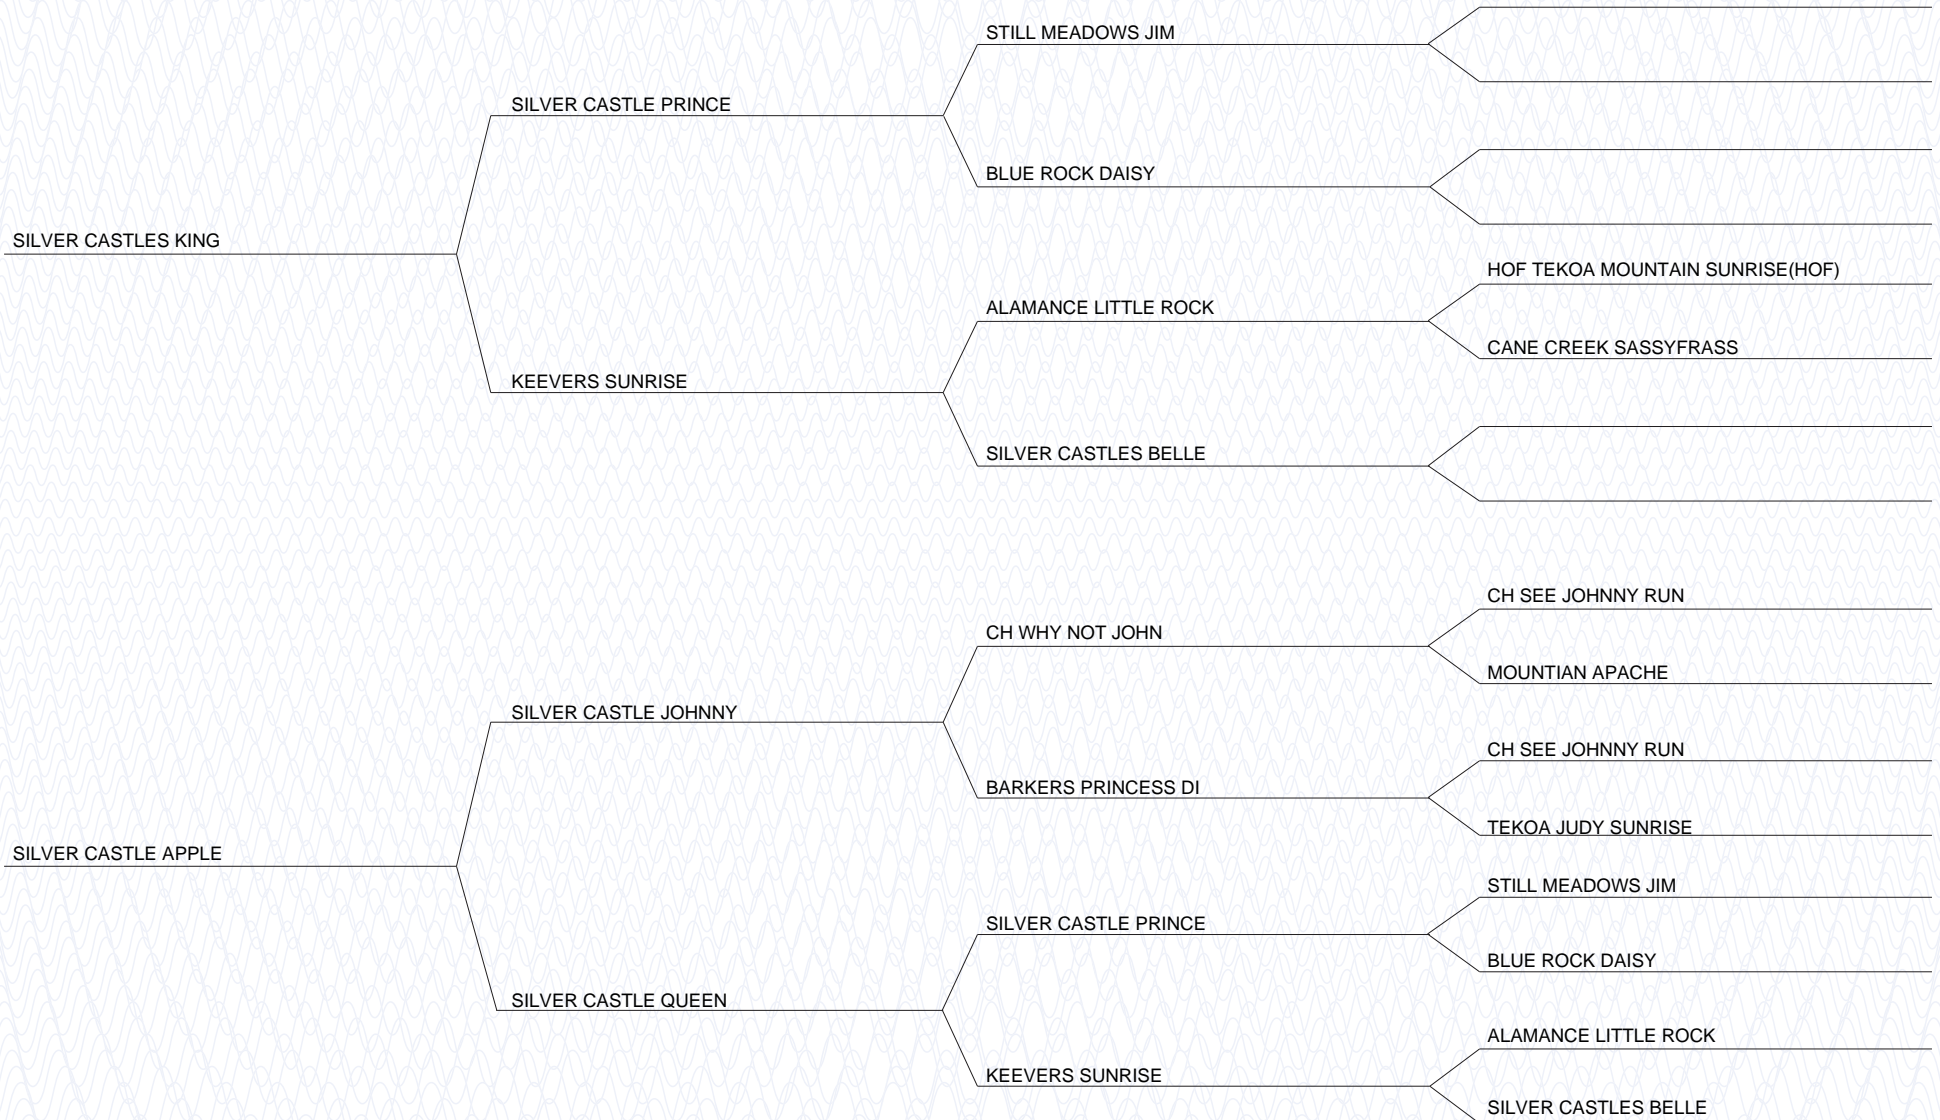 STILL MEADOWS JIM
SILVER CASTLE PRINCE
BLUE ROCK DAISY
SILVER CASTLES KING
HOF TEKOA MOUNTAIN SUNRISE(HOF)
ALAMANCE LITTLE ROCK
CANE CREEK SASSYFRASS
KEEVERS SUNRISE
SILVER CASTLES BELLE
CH SEE JOHNNY RUN
CH WHY NOT JOHN
MOUNTIAN APACHE
SILVER CASTLE JOHNNY
CH SEE JOHNNY RUN
BARKERS PRINCESS DI
TEKOA JUDY SUNRISE
SILVER CASTLE APPLE
STILL MEADOWS JIM
SILVER CASTLE PRINCE
BLUE ROCK DAISY
SILVER CASTLE QUEEN
ALAMANCE LITTLE ROCK
KEEVERS SUNRISE
SILVER CASTLES BELLE